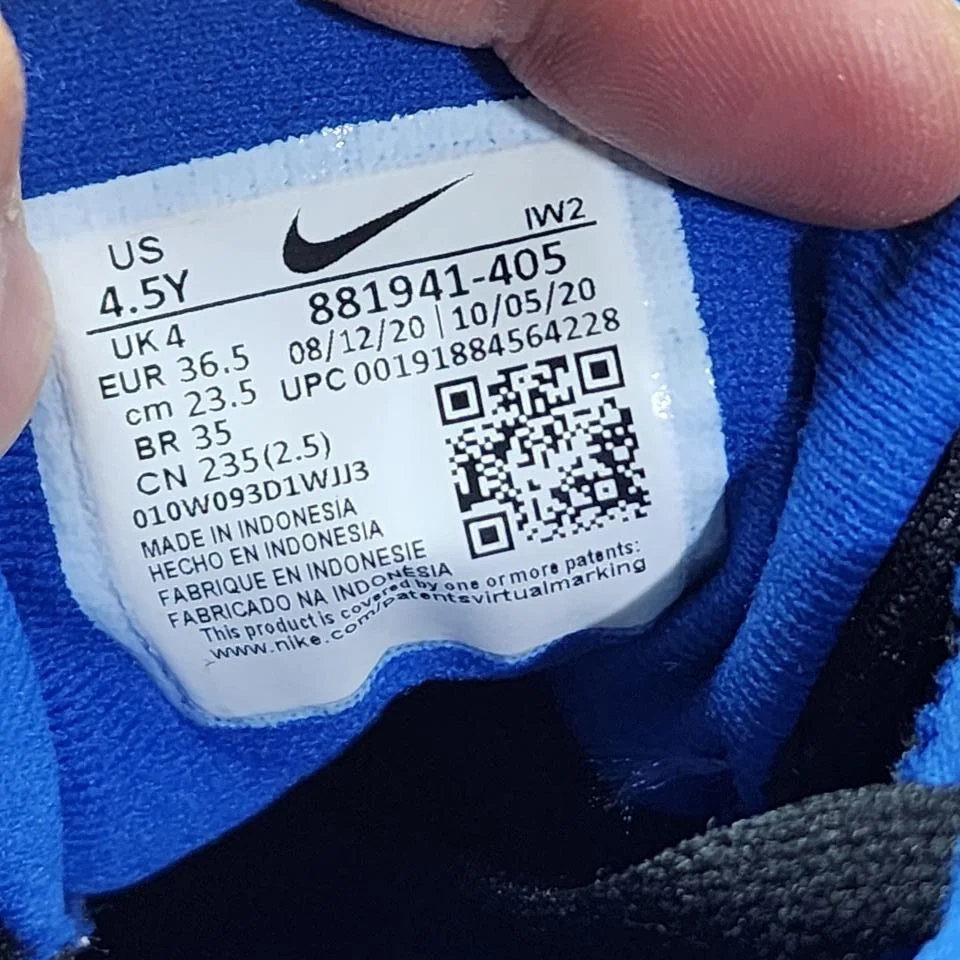 US
4.5Y
IW2
881941-405
UK 4
08/12/20 | 10/05/20
EUR 36.5
UPC 00191884564228
cm 23.5
BR 35
CN 235(2.5)
010W093D1WJJ3
MADE IN INDONESIA
HECHO EN INDONESIA
FABRIQUE EN INDONESIE
FABRICADO NA INDONÉSIA
This product is covered by one or more patents:
www.nike.com/patentsvirtualmarking